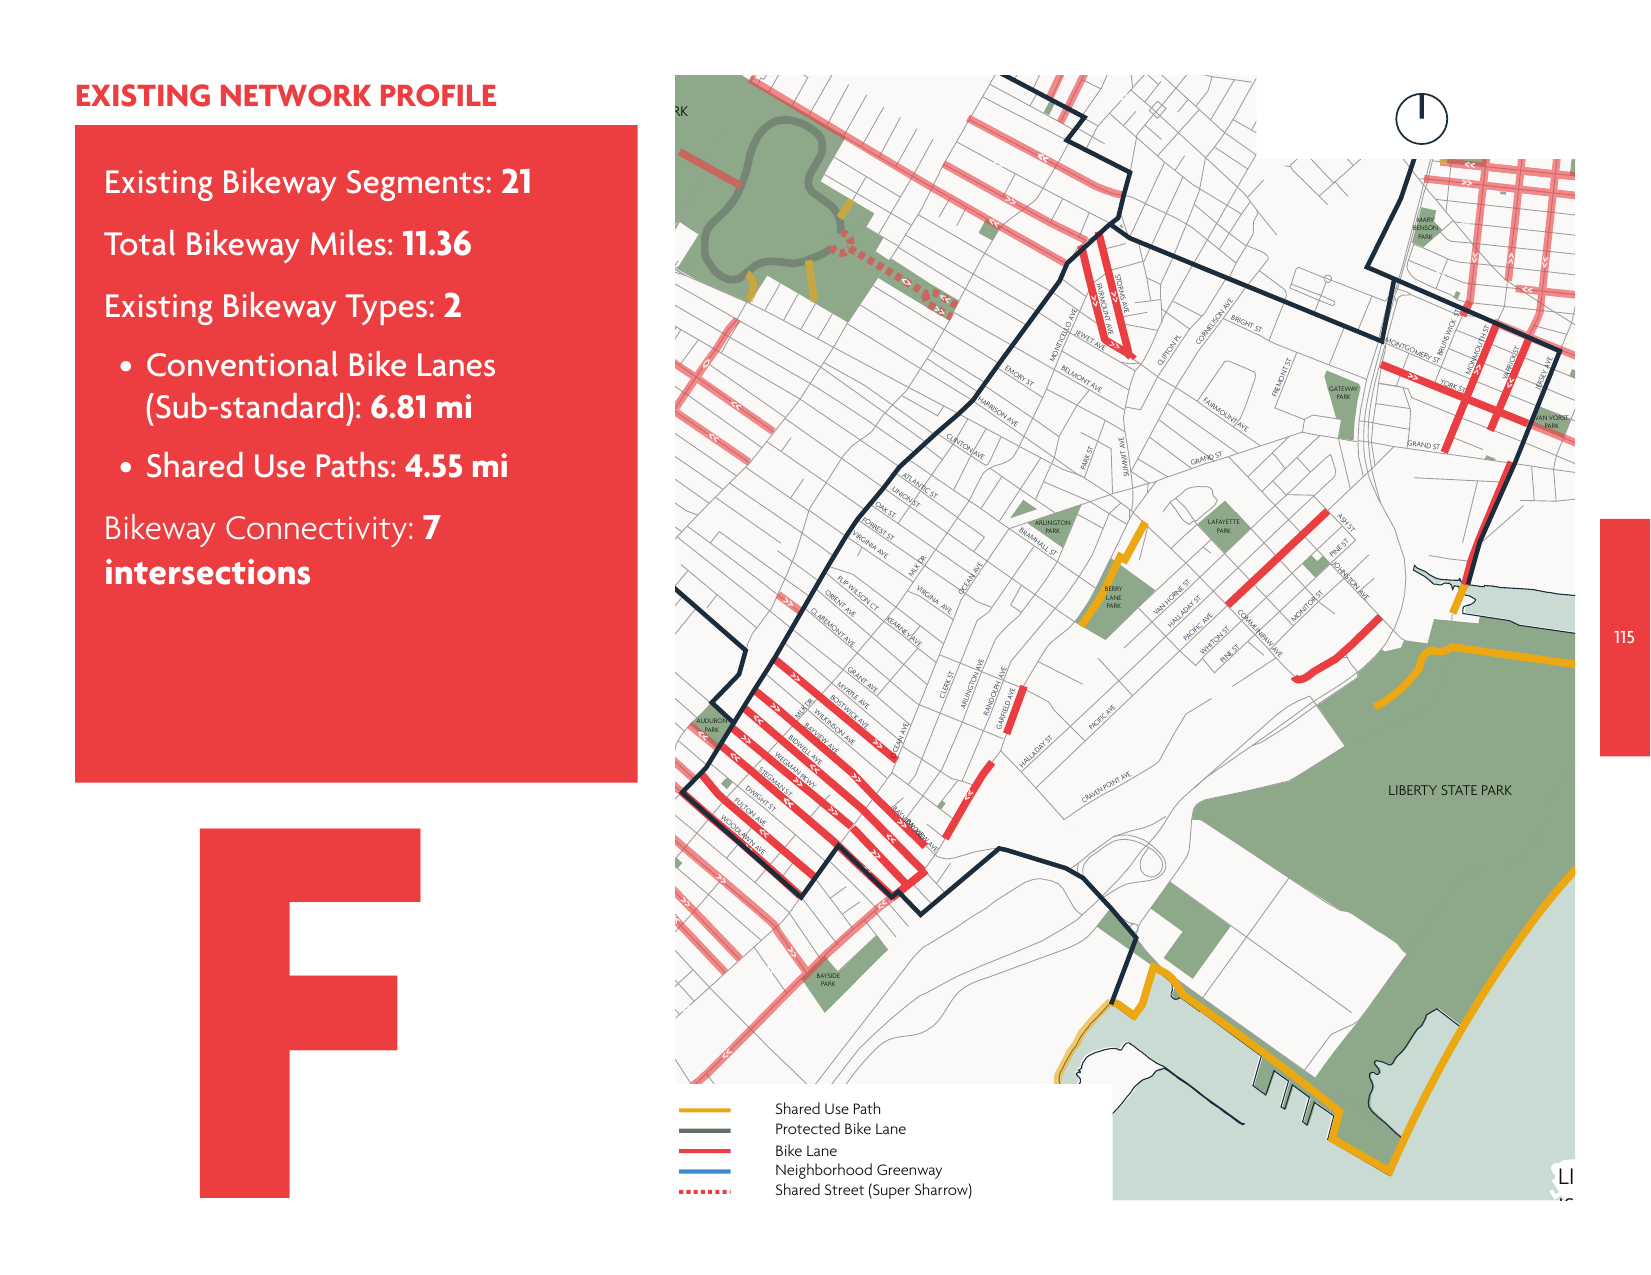 EXISTING NETWORK PROFILE
Existing Bikeway Segments: 21
Total Bikeway Miles: 11.36
Existing Bikeway Types: 2
• Conventional Bike Lanes
(Sub-standard): 6.81 mi
• Shared Use Paths: 4.55 mi
Bikeway Connectivity: 7
intersections
F
RK
MARY
BENSON
PARK
STORMS AVE
FAIRMOUNT AVE
MONTICELLO AVE
JEWET AVE
CLIFTON PL
CORNELISON AVE
BRIGHT ST
MONTGOMERY ST
BRUNSWICK ST
MONMOUTH ST
VARICK ST
JERSEY AVE
YORK ST
EMORY ST
BELMONT AVE
FREMONT ST
GATEWAY
PARK
VAN VORST
PARK
HARRISON AVE
FAIRMOUNT AVE
CLINTON AVE
PARK ST
SUMMIT AVE
GRAND ST
GRAND ST
ATLANTIC ST
UNION ST
OAK ST
FORREST ST
VIRGINIA AVE
ARLINGTON
PARK
BRAMHALL ST
LAFAYETTE
PARK
ASH ST
PINE ST
JOHNSTON AVE
MLK DR
OCEAN AVE
FLIP WILSON CT
VIRGINIA AVE
ORIENT AVE
CLAREMONT AVE
KEARNEY AVE
BERRY
LANE
PARK
VAN HORNE ST
HALLADAY ST
PACIFIC AVE
WHITON ST
PINE ST
COMMUNIPAW AVE
MONITOR ST
115
GRANT AVE
MYRTLE AVE
BOSTWICK AVE
WILKINSON AVE
BAYVIEW AVE
BIDWELL AVE
WEGMAN PKWY
STEGMAN ST
DWIGHT ST
FULTON AVE
WOODLAWN AVE
MLK DR
CLERK ST
ARLINGTON AVE
RANDOLPH AVE
GARFIELD AVE
OCEAN AVE
AUDUBON
PARK
PACIFIC AVE
HALLADAY ST
CRAVEN POINT AVE
LIBERTY STATE PARK
BAYSIDE
PARK
Shared Use Path
Protected Bike Lane
Bike Lane
Neighborhood Greenway
Shared Street (Super Sharrow)
LI